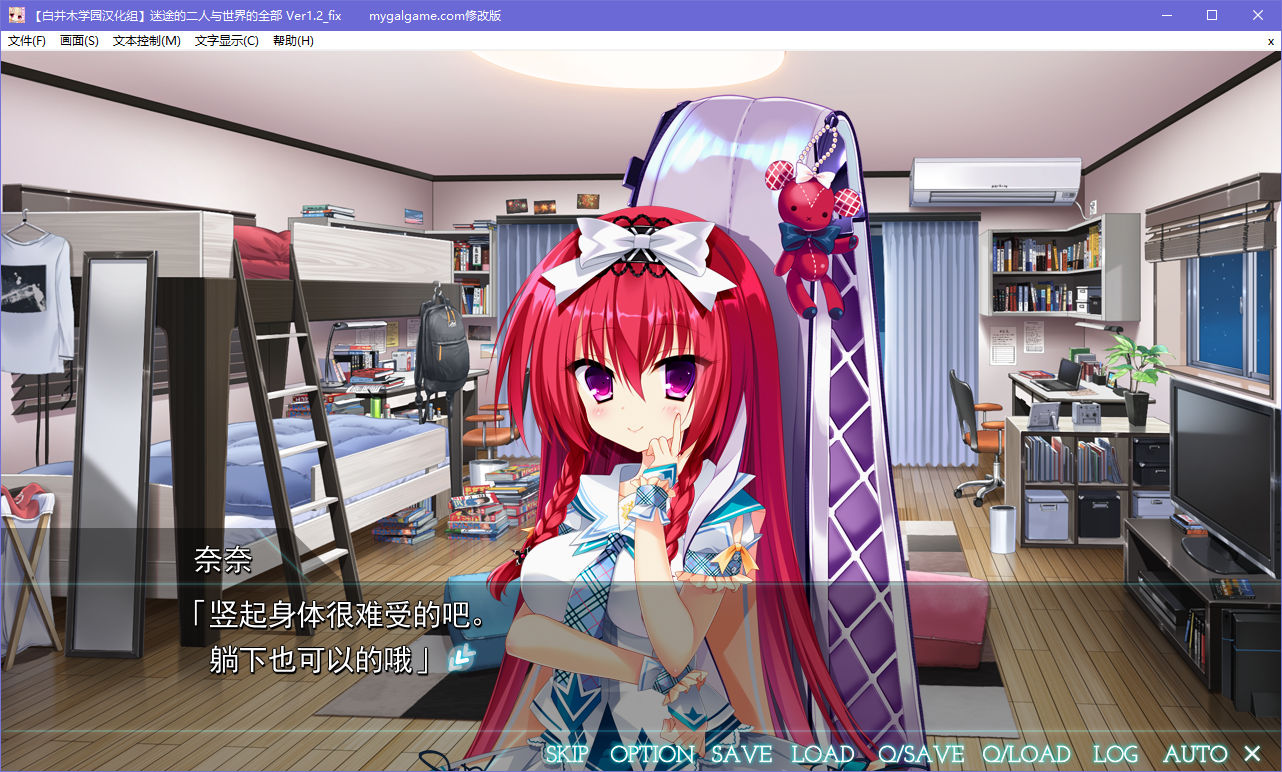 【白井木学园汉化组】迷途的二人与世界的全部 Ver1.2_fix mygalgame.com修改版
文件(F) 画面(S) 文本控制(M) 文字显示(C) 帮助(H) x
奈奈
「竖起身体很难受的吧。
躺下也可以的哦」
SKIP OPTION SAVE LOAD Q/SAVE Q/LOAD LOG AUTO